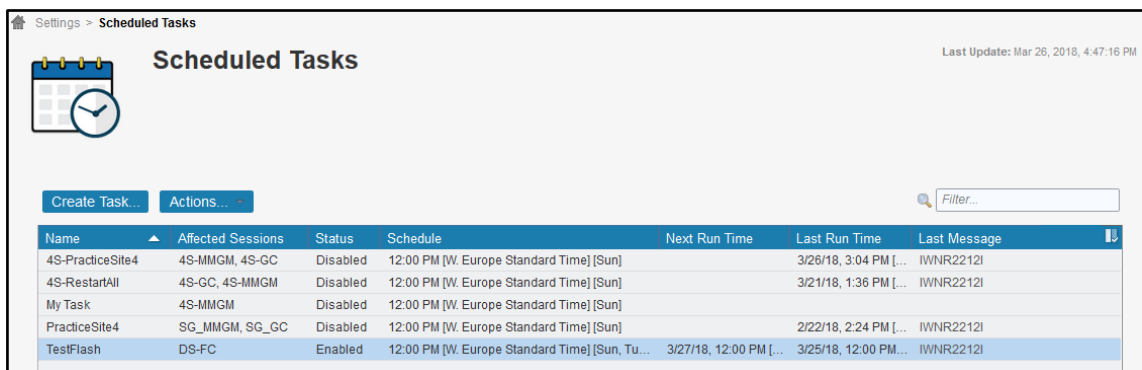 Settings > Scheduled Tasks
Scheduled Tasks
Last Update: Mar 26, 2018, 4:47:16 PM
Create Task... Actions... Filter...
Name Affected Sessions Status Schedule Next Run Time Last Run Time Last Message
4S-PracticeSite4 4S-MMGM, 4S-GC Disabled 12:00 PM [W. Europe Standard Time] [Sun] 3/26/18, 3:04 PM [... IWNR2212I
4S-RestartAll 4S-GC, 4S-MMGM Disabled 12:00 PM [W. Europe Standard Time] [Sun] 3/21/18, 1:36 PM [... IWNR2212I
My Task 4S-MMGM Disabled 12:00 PM [W. Europe Standard Time] [Sun]
PracticeSite4 SG_MMGM, SG_GC Disabled 12:00 PM [W. Europe Standard Time] [Sun] 2/22/18, 2:24 PM [... IWNR2212I
TestFlash DS-FC Enabled 12:00 PM [W. Europe Standard Time] [Sun, Tu... 3/27/18, 12:00 PM [... 3/25/18, 12:00 PM... IWNR2212I